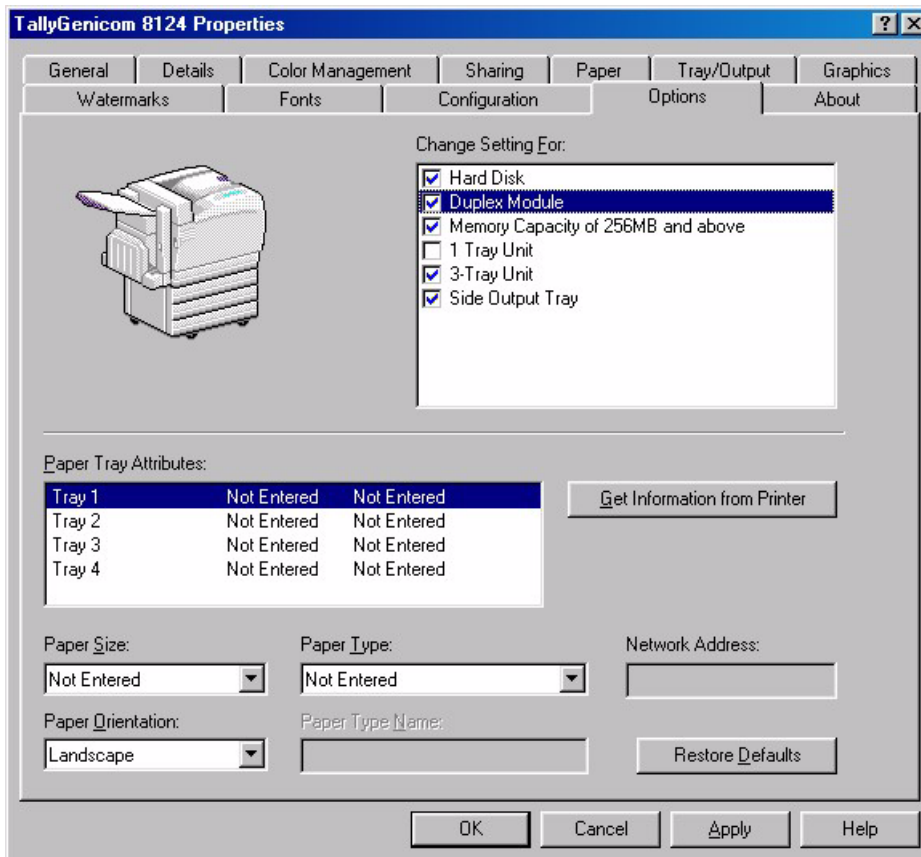 TallyGenicom 8124 Properties
General Details Color Management Sharing Paper Tray/Output Graphics
Watermarks Fonts Configuration Options About
Change Setting For:
Hard Disk
Duplex Module
Memory Capacity of 256MB and above
1 Tray Unit
3-Tray Unit
Side Output Tray
Paper Tray Attributes:
Tray 1 Not Entered Not Entered
Tray 2 Not Entered Not Entered
Tray 3 Not Entered Not Entered
Tray 4 Not Entered Not Entered
Get Information from Printer
Paper Size: Paper Type: Network Address:
Not Entered Not Entered
Paper Orientation: Paper Type Name:
Landscape Restore Defaults
OK Cancel Apply Help